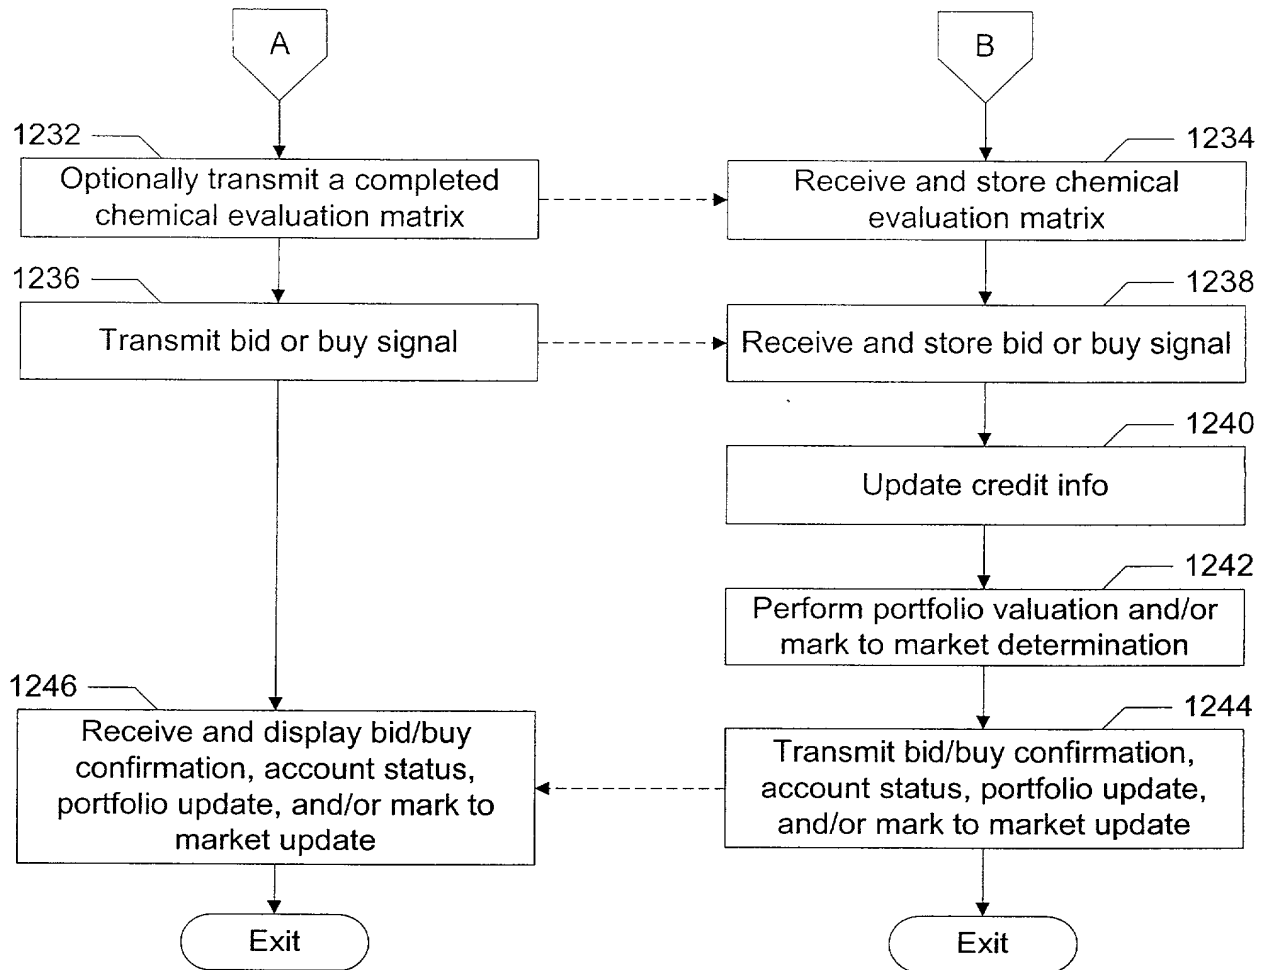 A
B
1232
1234
Optionally transmit a completed
chemical evaluation matrix
Receive and store chemical
evaluation matrix
1236
1238
Transmit bid or buy signal
Receive and store bid or buy signal
1240
Update credit info
1242
Perform portfolio valuation and/or
mark to market determination
1246
1244
Receive and display bid/buy
confirmation, account status,
portfolio update, and/or mark to
market update
Transmit bid/buy confirmation,
account status, portfolio update,
and/or mark to market update
Exit
Exit